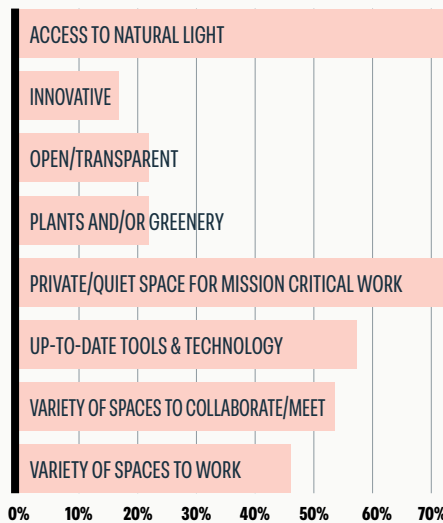 ACCESS TO NATURAL LIGHT
INNOVATIVE
OPEN/TRANSPARENT
PLANTS AND/OR GREENERY
PRIVATE/QUIET SPACE FOR MISSION CRITICAL WORK
UP-TO-DATE TOOLS & TECHNOLOGY
VARIETY OF SPACES TO COLLABORATE/MEET
VARIETY OF SPACES TO WORK
0% 10% 20% 30% 40% 50% 60% 70%